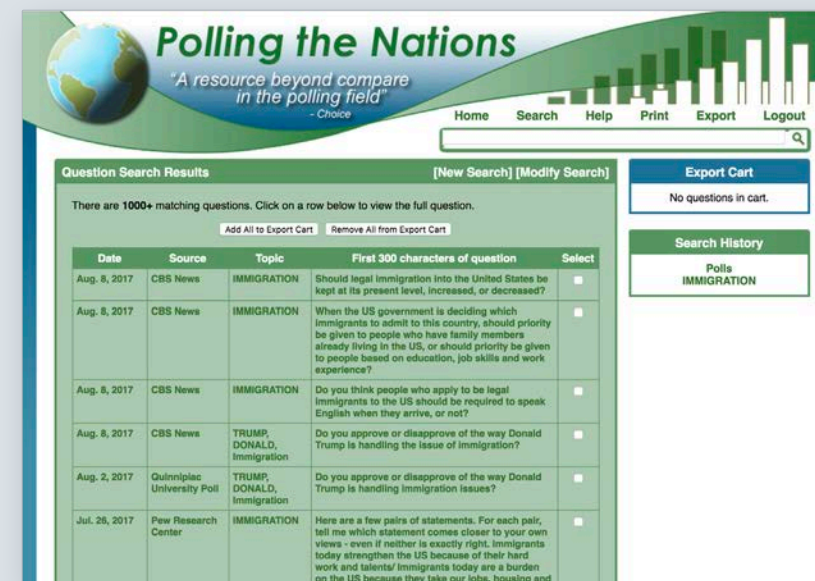 Polling the Nations
"A resource beyond compare
in the polling field"
- Choice
Home Search Help Print Export Logout
Question Search Results [New Search] [Modify Search]
There are 1000+ matching questions. Click on a row below to view the full question.
Add All to Export Cart Remove All from Export Cart
Date Source Topic First 300 characters of question Select
Aug. 8, 2017 CBS News IMMIGRATION Should legal immigration into the United States be
kept at its present level, increased, or decreased?
Aug. 8, 2017 CBS News IMMIGRATION When the US government is deciding which
immigrants to admit to this country, should priority
be given to people who have family members
already living in the US, or should priority be given
to people based on education, job skills and work
experience?
Aug. 8, 2017 CBS News IMMIGRATION Do you think people who apply to be legal
immigrants to the US should be required to speak
English when they arrive, or not?
Aug. 8, 2017 CBS News TRUMP, Do you approve or disapprove of the way Donald
DONALD, Trump is handling the issue of immigration?
Immigration
Aug. 2, 2017 Quinnipiac TRUMP, Do you approve or disapprove of the way Donald
University Poll DONALD, Trump is handling immigration issues?
Immigration
Jul. 26, 2017 Pew Research IMMIGRATION Here are a few pairs of statements. For each pair,
Center tell me which statement comes closer to your own
views - even if neither is exactly right. Immigrants
today strengthen the US because of their hard
work and talents/ Immigrants today are a burden
on the US because they take our jobs, housing and
Export Cart
No questions in cart.
Search History
Polls
IMMIGRATION